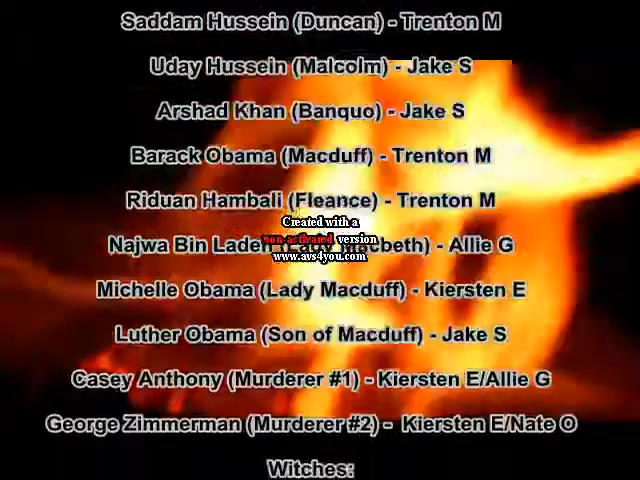 Saddam Hussein (Duncan) - Trenton M
Uday Hussein (Malcolm) - Jake S
Arshad Khan (Banquo) - Jake S
Barack Obama (Macduff) - Trenton M
Riduan Hambali (Fleance) - Trenton M
Created with a
non-activated version
www.avs4you.com
Najwa Bin Laden (Lady Macbeth) - Allie G
Michelle Obama (Lady Macduff) - Kiersten E
Luther Obama (Son of Macduff) - Jake S
Casey Anthony (Murderer #1) - Kiersten E/Allie G
George Zimmerman (Murderer #2) - Kiersten E/Nate O
Witches: